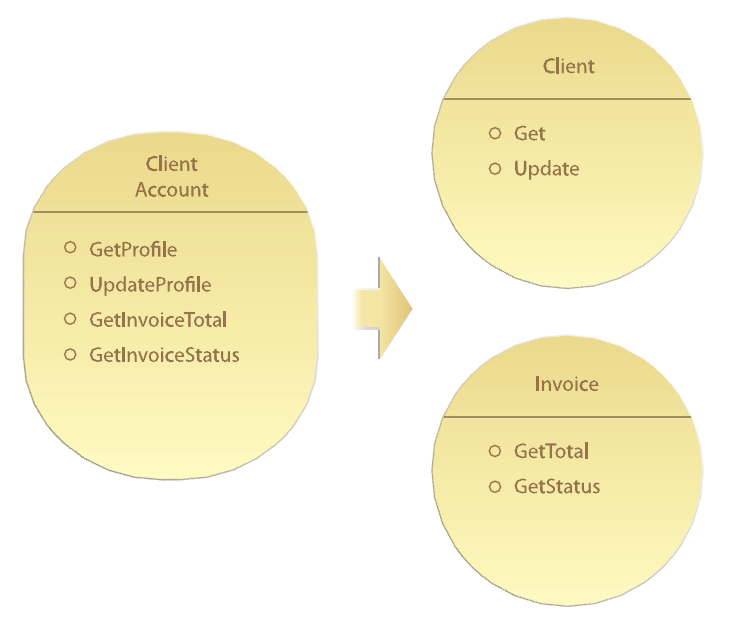 Client
Account
GetProfile
UpdateProfile
GetInvoiceTotal
GetInvoiceStatus
Client
Get
Update
Invoice
GetTotal
GetStatus